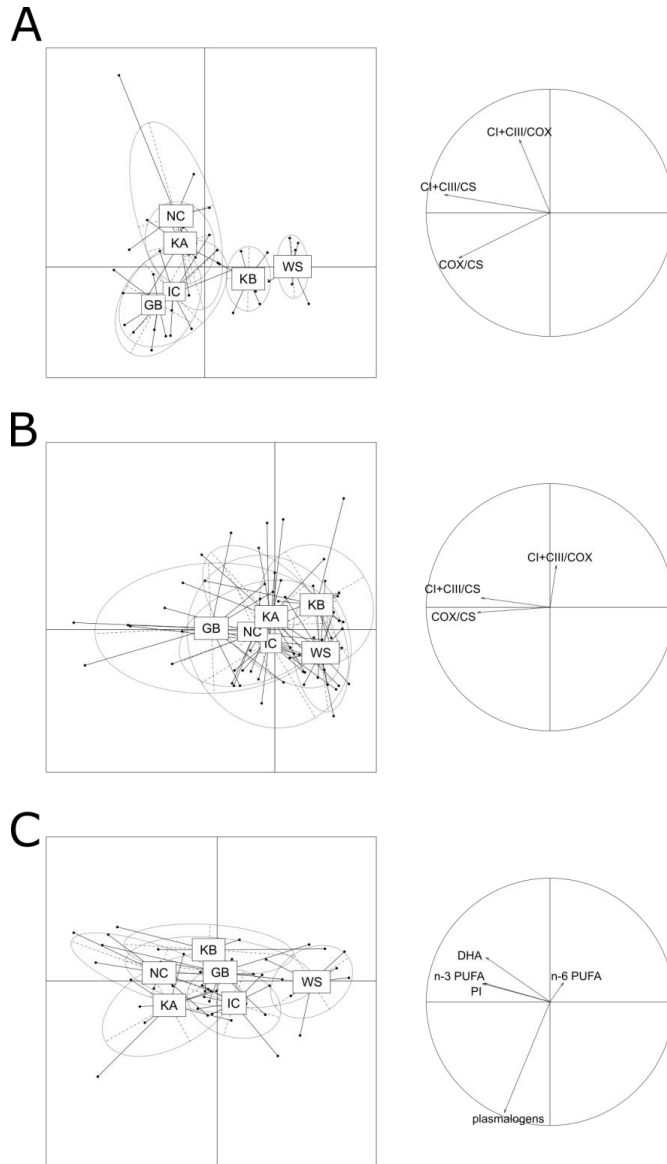 A
NC
KA
KB
WS
IC
GB
CI+CIII/COX
CI+CIII/CS
COX/CS
B
KB
KA
GB
NC
IC
WS
CI+CIII/COX
CI+CIII/CS
COX/CS
C
KB
NC
GB
WS
KA
IC
DHA
n-3 PUFA
n-6 PUFA
PI
plasmalogens